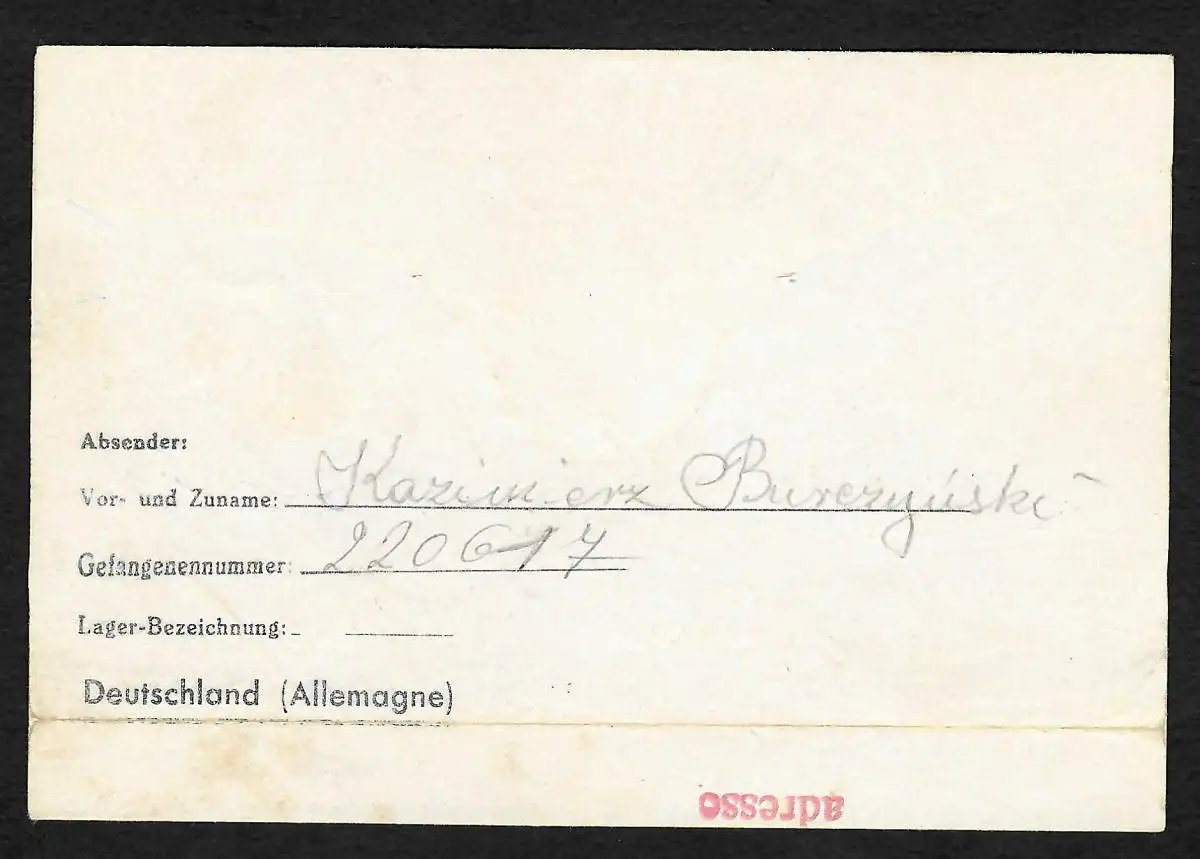 Absender:
Vor- und Zuname: Kazimierz Burczyński
Gefangenennummer: 220617
Lager-Bezeichnung:
Deutschland (Allemagne)
adresso